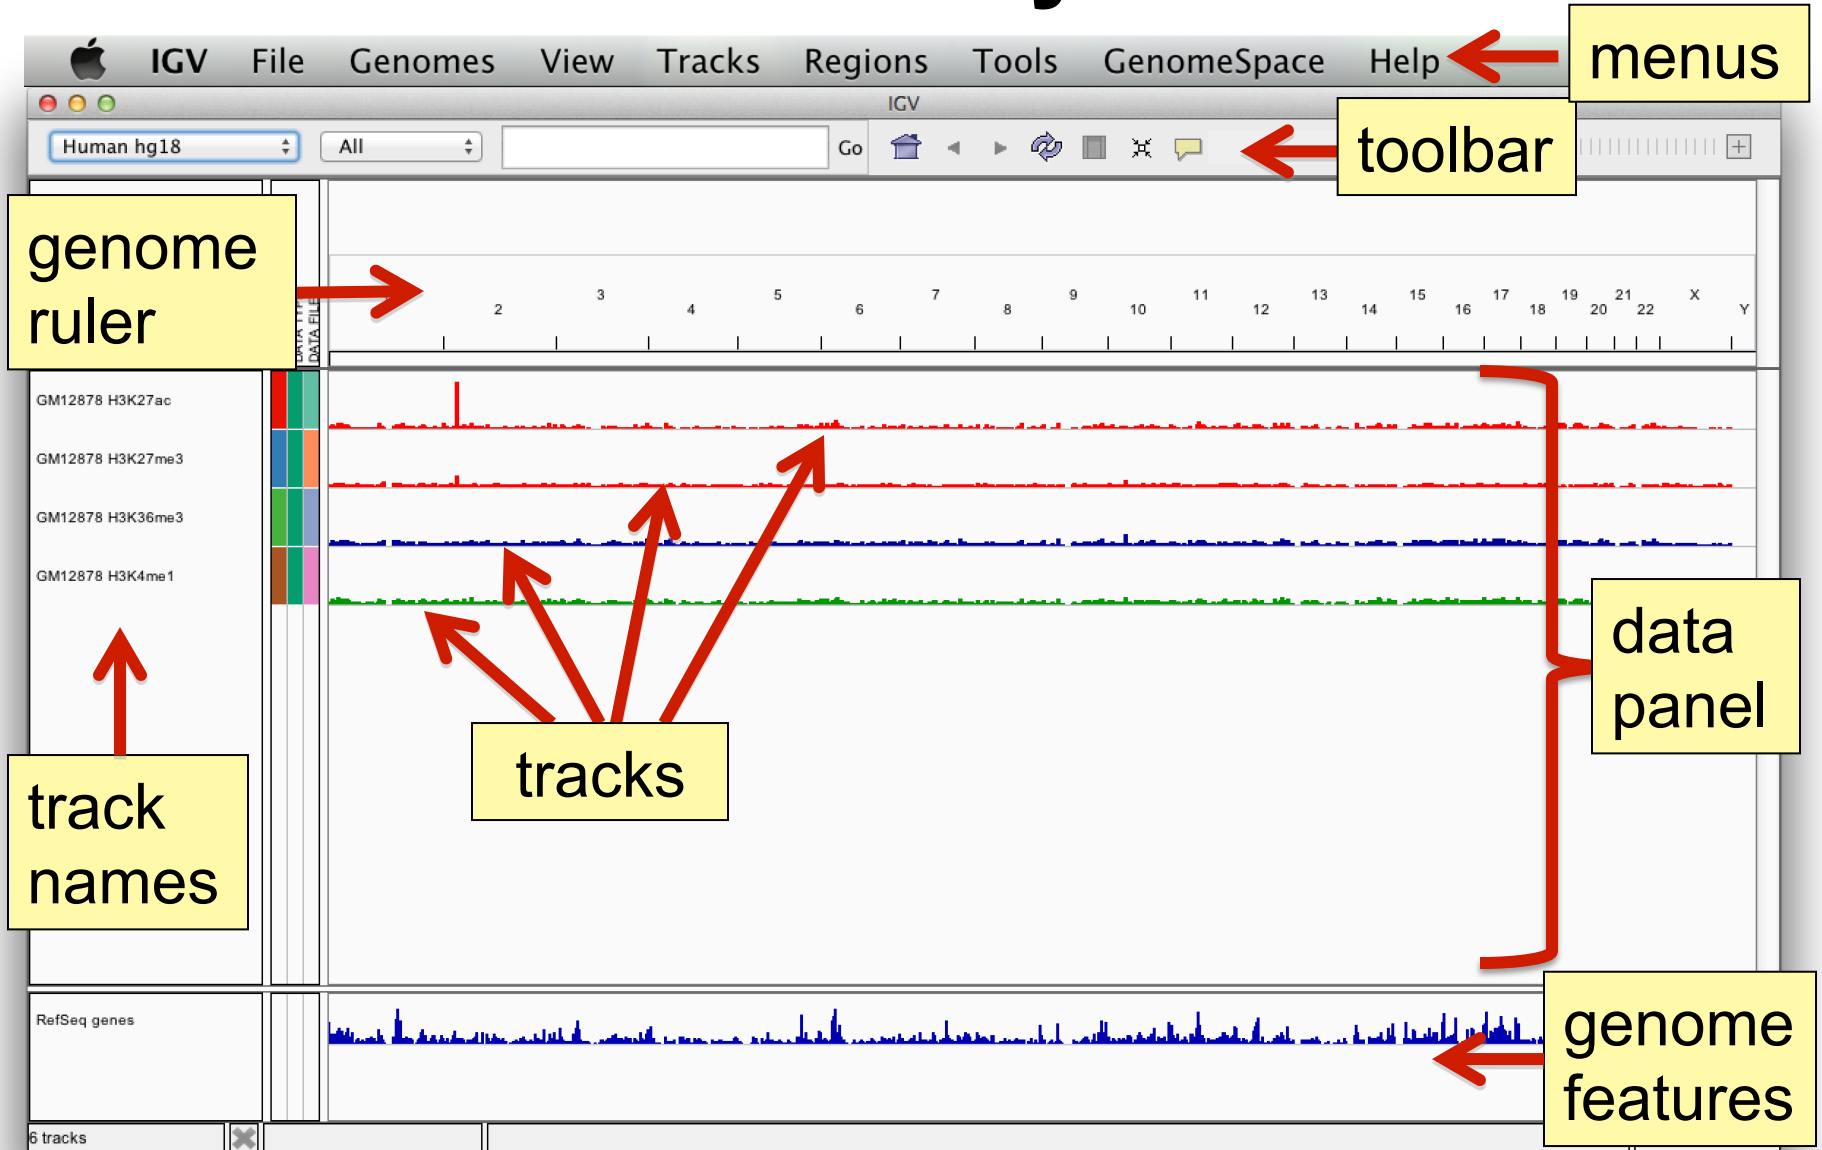 IGV File Genomes View Tracks Regions Tools GenomeSpace Help
menus
IGV
Human hg18 All Go
toolbar
genome
ruler
DATA FILE
3 5 7 9 11 13 15 17 19 21 X
2 4 6 8 10 12 14 16 18 20 22 Y
GM12878 H3K27ac
GM12878 H3K27me3
GM12878 H3K36me3
GM12878 H3K4me1
data
panel
tracks
track
names
RefSeq genes
genome
features
6 tracks